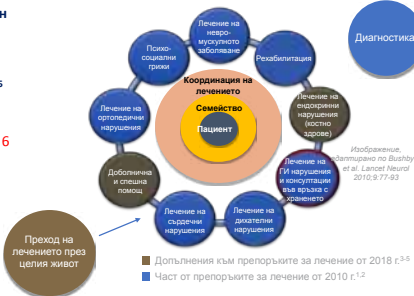 н
6
Лечение на
невро-
мускулното
заболяване
Психо-
социални
грижи
Рехабилитация
Диагностика
Координация на
лечението
Семейство
Пациент
Лечение на
ортопедични
нарушения
Лечение на
ендокринни
нарушения
(костно
здраве)
Доболнична
и спешна
помощ
Лечение на
ГИ нарушения
и консултации
във връзка с
храненето
Изображение,
адаптирано по Bushby
et al. Lancet Neurol
2010;9:77-93
Лечение на
сърдечни
нарушения
Лечение на
дихателни
нарушения
Преход на
лечението през
целия живот
Допълнения към препоръките за лечение от 2018 г.3-5
Част от препоръките за лечение от 2010 г.1,2